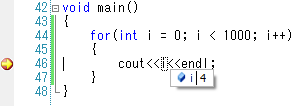 42 void main()
43 {
44 for(int i = 0; i < 1000; i++)
45 {
46 cout<<i<<endl;
47 }
48 }
i 4